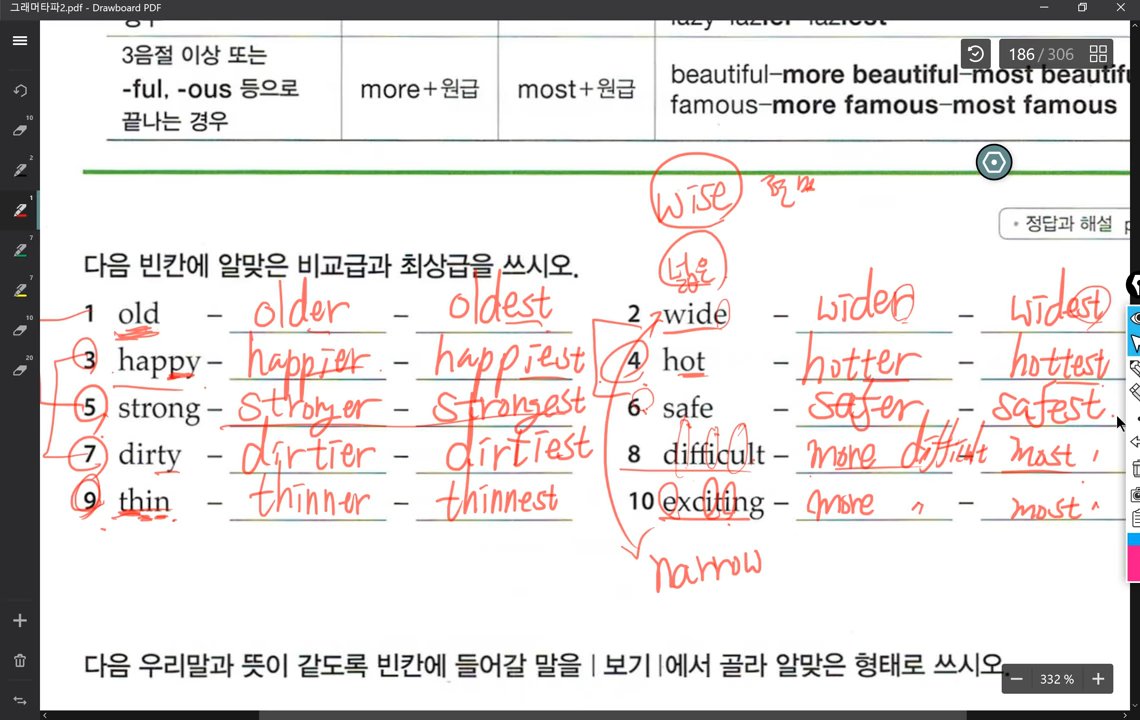 그래머타파2.pdf - Drawboard PDF
186 / 306
3음절 이상 또는
-ful, -ous 등으로
끝나는 경우
more+원급
most+원급
beautiful–more beautiful–most beautif
famous–more famous–most famous
wise
• 정답과 해설
다음 빈칸에 알맞은 비교급과 최상급을 쓰시오.
넓은
1 old – older – oldest
2 wide – wider – widest
3 happy – happier – happiest
4 hot – hotter – hottest
5 strong – stronger – strongest
6 safe – safer – safest
7 dirty – dirtier – dirtiest
8 difficult – more difficult – most 〃
9 thin – thinner – thinnest
10 exciting – more 〃 – most 〃
narrow
다음 우리말과 뜻이 같도록 빈칸에 들어갈 말을 |보기|에서 골라 알맞은 형태로 쓰시오.
332 %